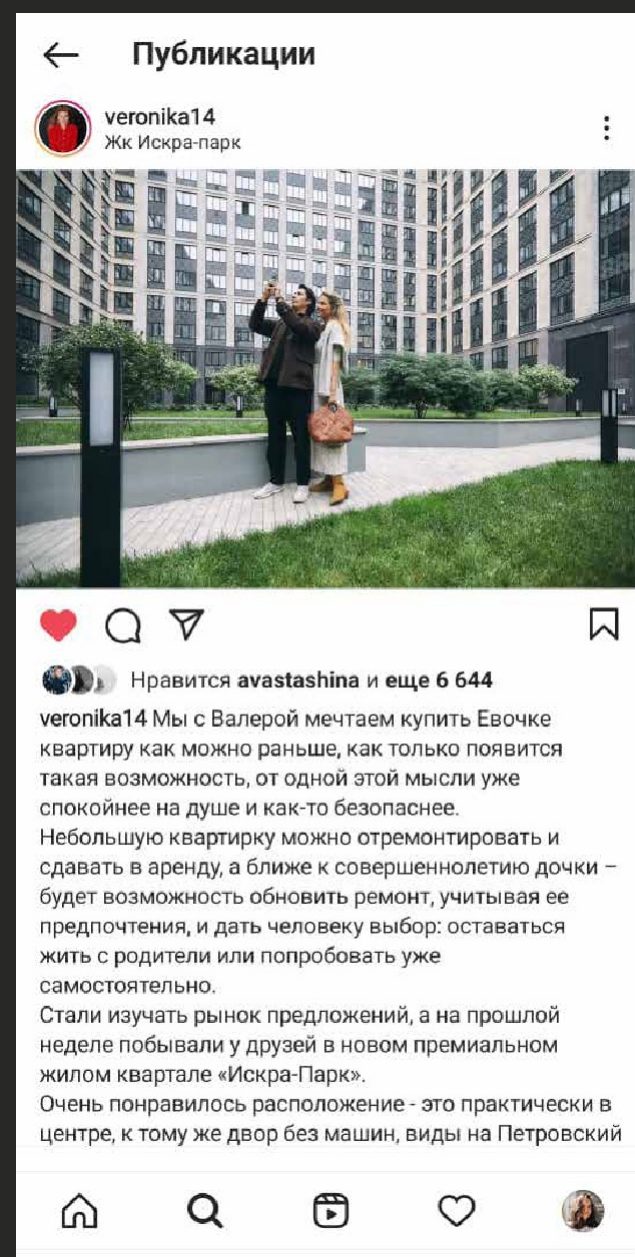 Публикации
veronika14
Жк Искра-парк
Нравится avastashina и еще 6 644
veronika14 Мы с Валерой мечтаем купить Евочке
квартиру как можно раньше, как только появится
такая возможность, от одной этой мысли уже
спокойнее на душе и как-то безопаснее.
Небольшую квартирку можно отремонтировать и
сдавать в аренду, а ближе к совершеннолетию дочки –
будет возможность обновить ремонт, учитывая ее
предпочтения, и дать человеку выбор: оставаться
жить с родители или попробовать уже
самостоятельно.
Стали изучать рынок предложений, а на прошлой
неделе побывали у друзей в новом премиальном
жилом квартале «Искра-Парк».
Очень понравилось расположение - это практически в
центре, к тому же двор без машин, виды на Петровский